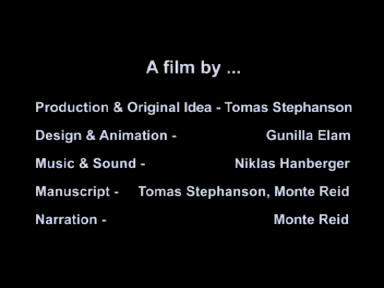 A film by ...
Production & Original Idea - Tomas Stephanson
Design & Animation - Gunilla Elam
Music & Sound - Niklas Hanberger
Manuscript - Tomas Stephanson, Monte Reid
Narration - Monte Reid